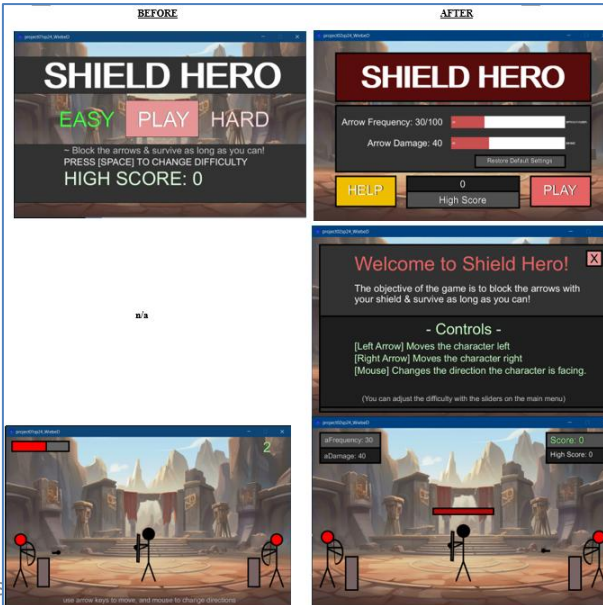 BEFORE
AFTER
SHIELD HERO
EASY PLAY HARD
~ Block the arrows & survive as long as you can!
PRESS [SPACE] TO CHANGE DIFFICULTY
HIGH SCORE: 0
SHIELD HERO
Arrow Frequency: 30/100
Arrow Damage: 40
Restore Default Settings
HELP
0
High Score
PLAY
n/a
Welcome to Shield Hero!
X
The objective of the game is to block the arrows with
your shield & survive as long as you can!
- Controls -
[Left Arrow] Moves the character left
[Right Arrow] Moves the character right
[Mouse] Changes the direction the character is facing.
(You can adjust the difficulty with the sliders on the main menu)
2
use arrow keys to move, and mouse to change directions
aFrequency: 30
aDamage: 40
Score: 0
High Score: 0